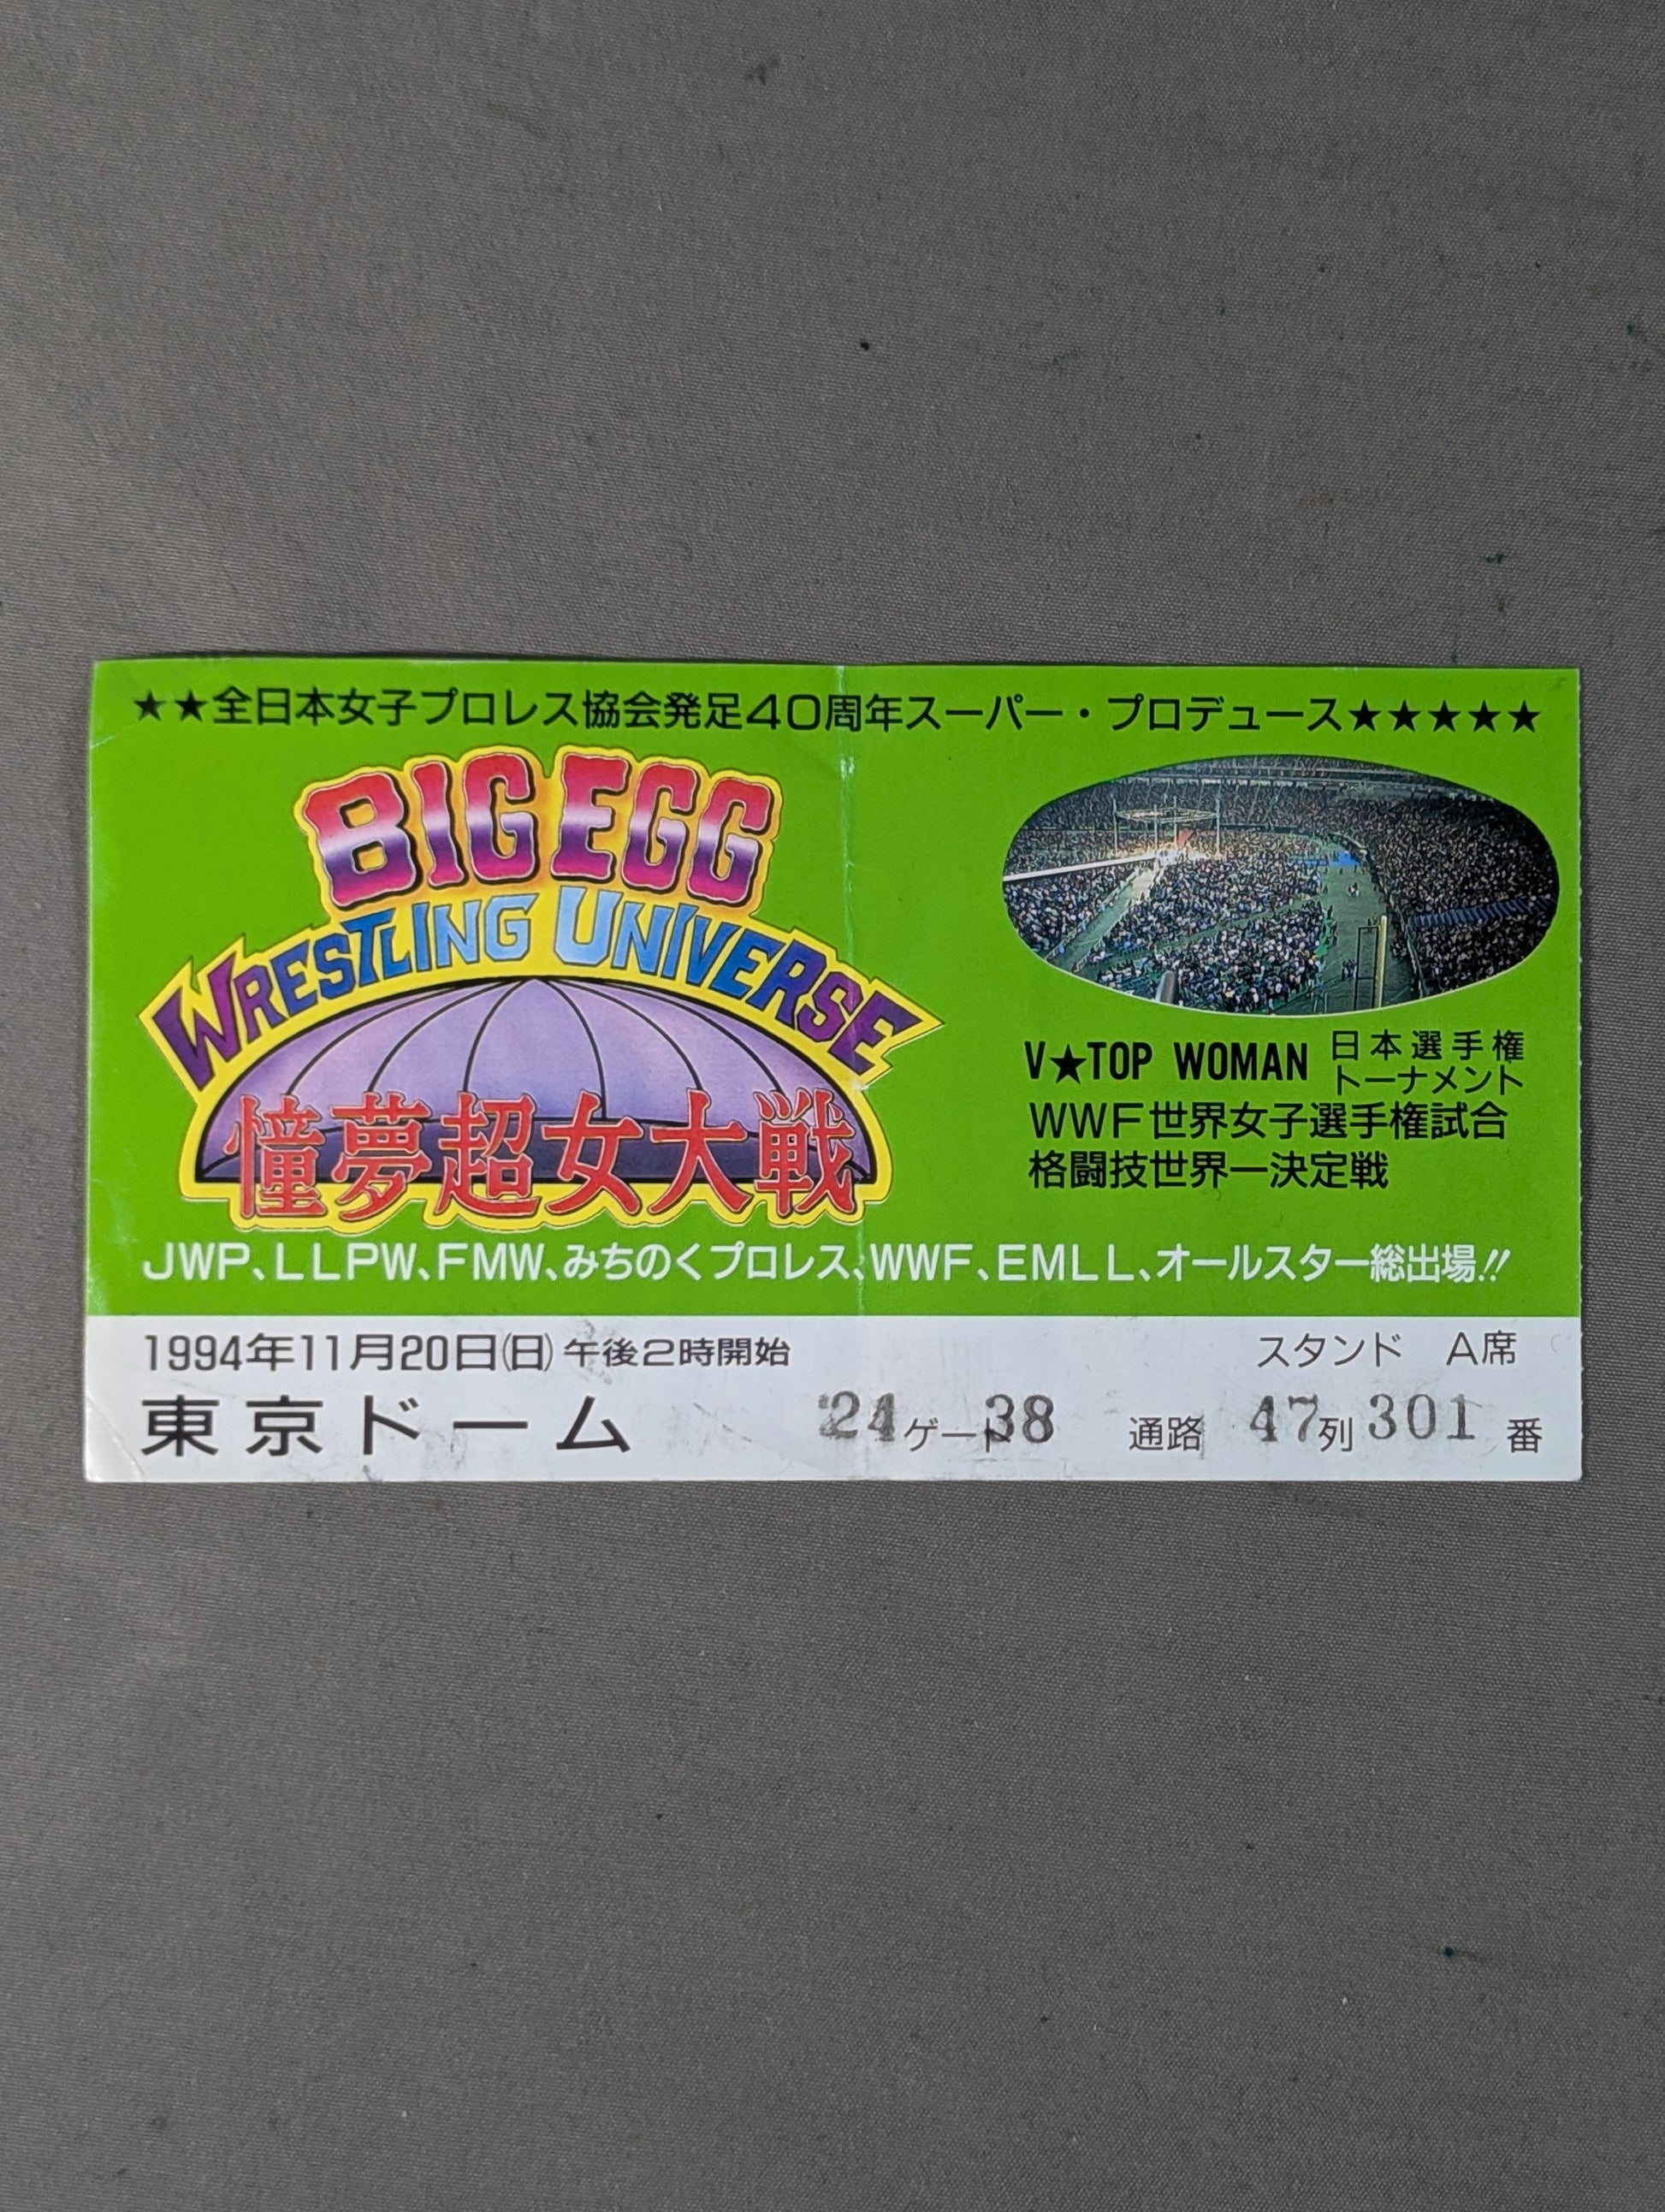 ★★全日本女子プロレス協会発足40周年スーパー・プロデュース★★★★★
BIG EGG
WRESTLING UNIVERSE
憧夢超女大戦
V★TOP WOMAN 日本選手権トーナメント
WWF世界女子選手権試合
格闘技世界一決定戦
JWP、LLPW、FMW、みちのくプロレス、WWF、EMLL、オールスター総出場!!
1994年11月20日(日)午後2時開始
スタンド A席
東京ドーム 24ゲート38 通路 47列301番